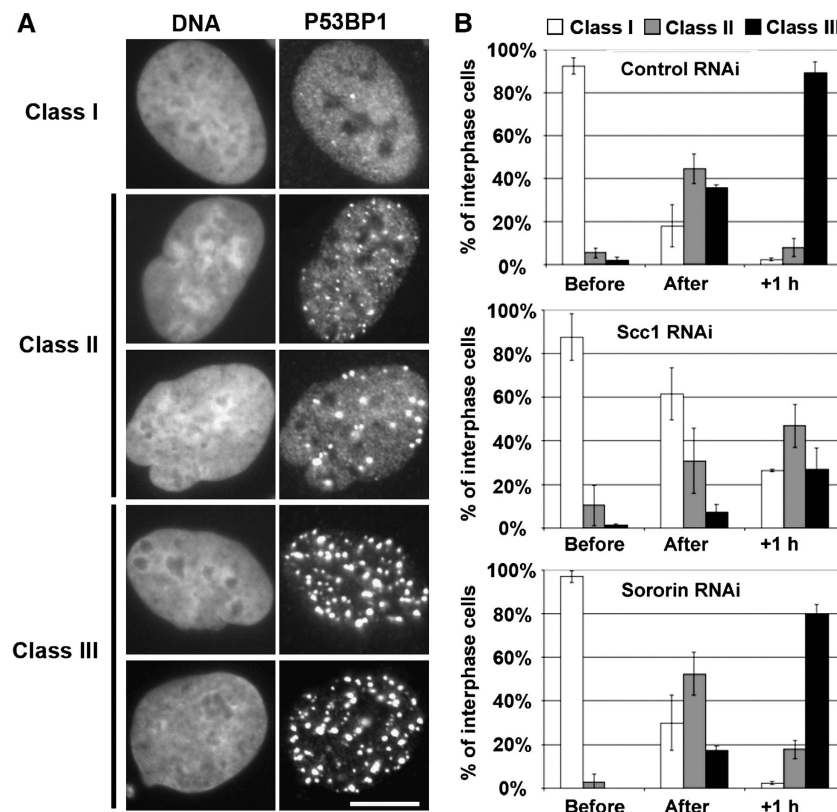 A
DNA
P53BP1
Class I
Class II
Class III
B
Class I Class II Class III
Control RNAi
% of interphase cells
100%
80%
60%
40%
20%
0%
Before After +1 h
Scc1 RNAi
% of interphase cells
100%
80%
60%
40%
20%
0%
Before After +1 h
Sororin RNAi
% of interphase cells
100%
80%
60%
40%
20%
0%
Before After +1 h